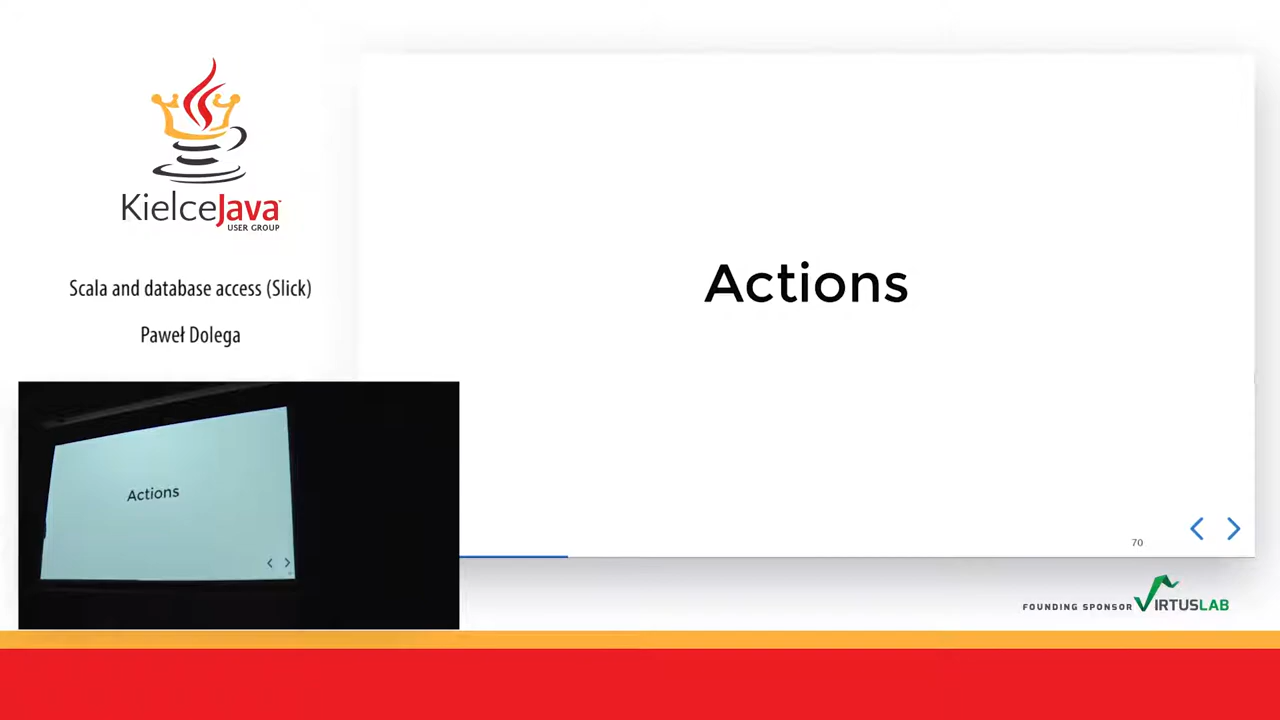 KielceJava
USER GROUP
Scala and database access (Slick)
Paweł Dolega
Actions
70
Actions
FOUNDING SPONSOR VIRTUSLAB